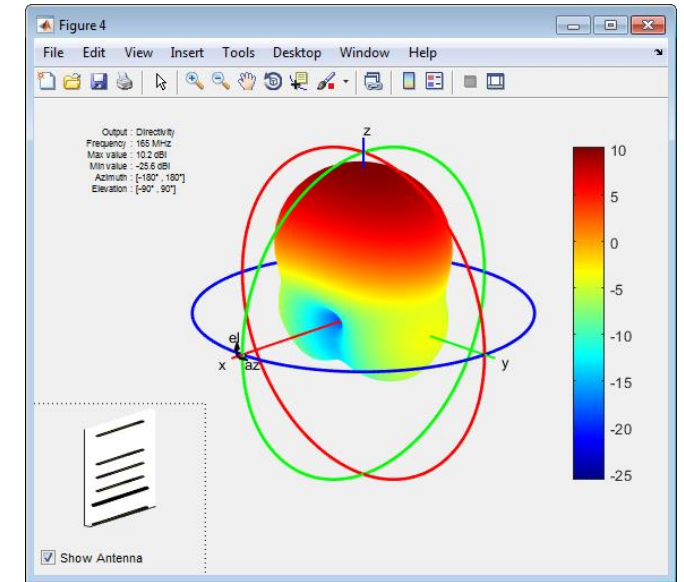 Figure 4
File Edit View Insert Tools Desktop Window Help
Output : Directivity
Frequency : 165 MHz
Max value : 10.2 dBi
Min value : -25.6 dBi
Azimuth : [-180° , 180°]
Elevation : [-90° , 90°]
z
10
5
0
-5
-10
-15
-20
-25
el
x az
y
Show Antenna